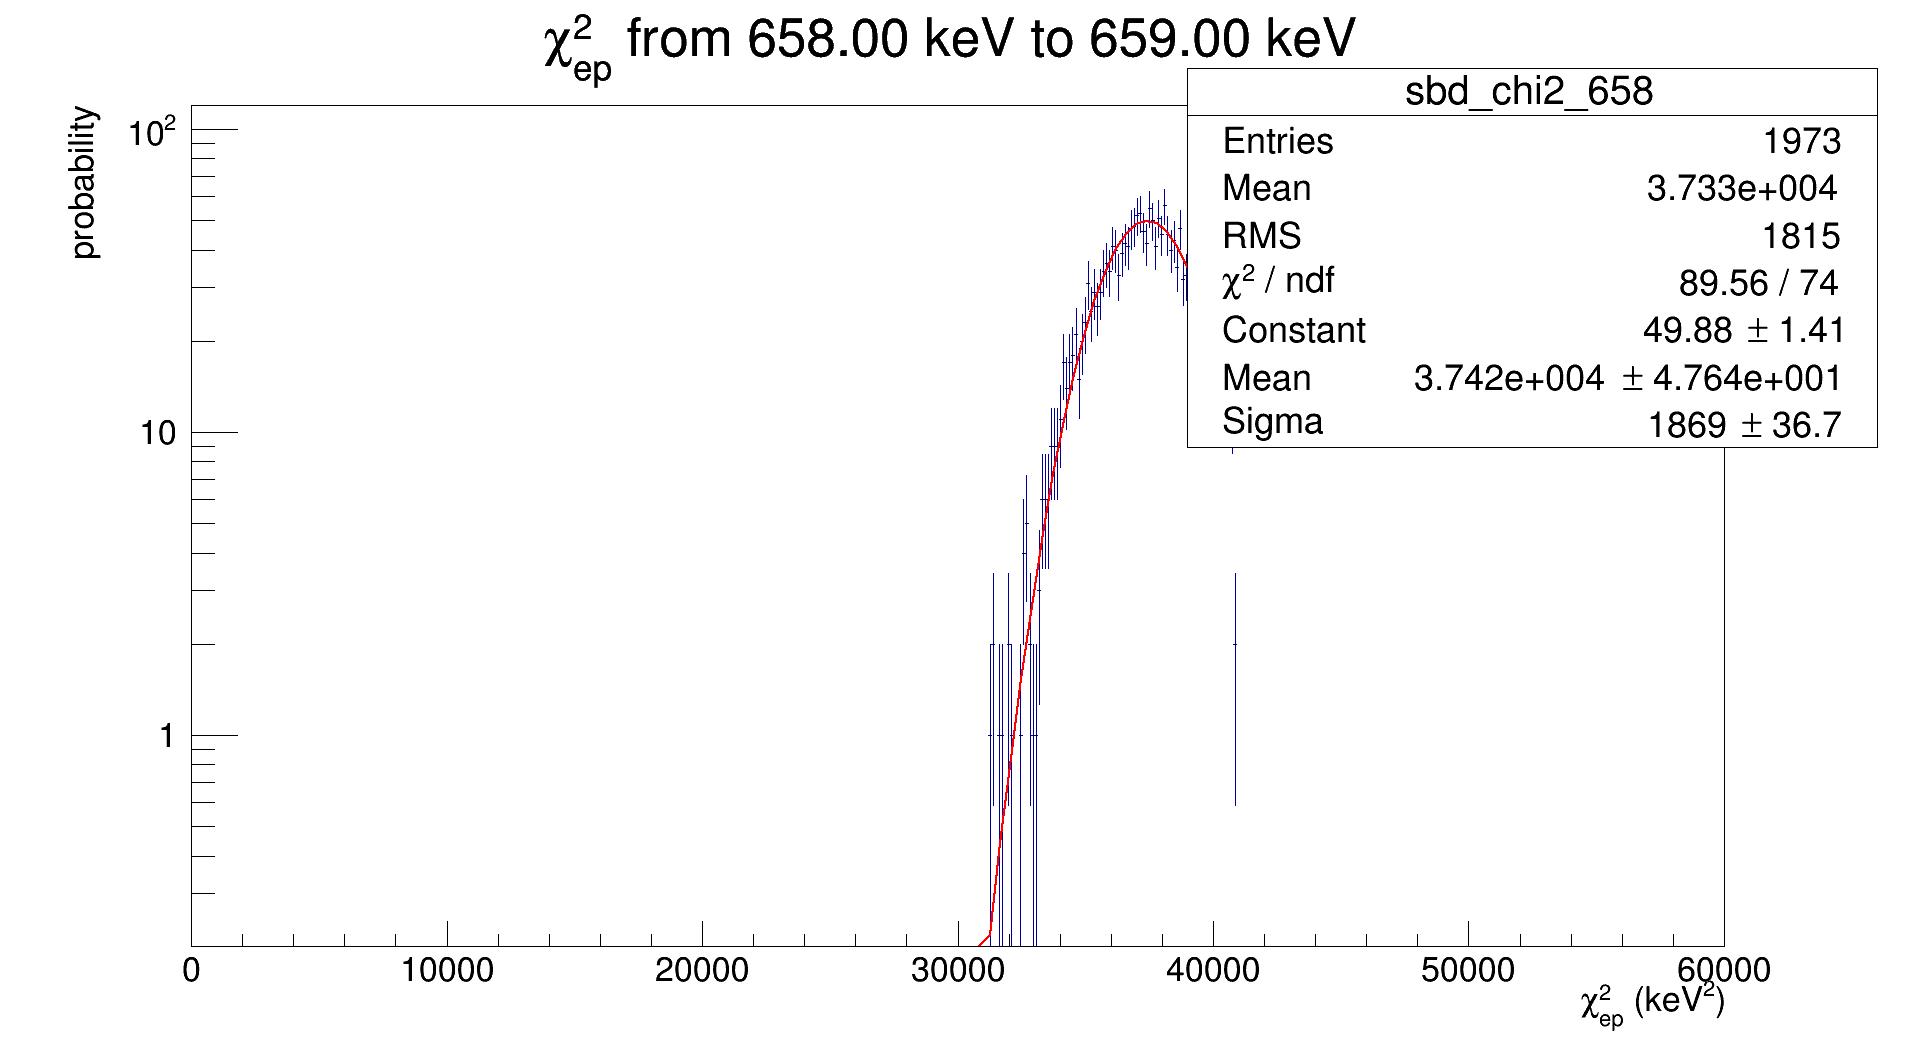 χ²ep from 658.00 keV to 659.00 keV
probability
10²
10
1
sbd_chi2_658
Entries 1973
Mean 3.733e+004
RMS 1815
χ² / ndf 89.56 / 74
Constant 49.88 ± 1.41
Mean 3.742e+004 ± 4.764e+001
Sigma 1869 ± 36.7
0 10000 20000 30000 40000 50000 60000
χ²ep (keV²)